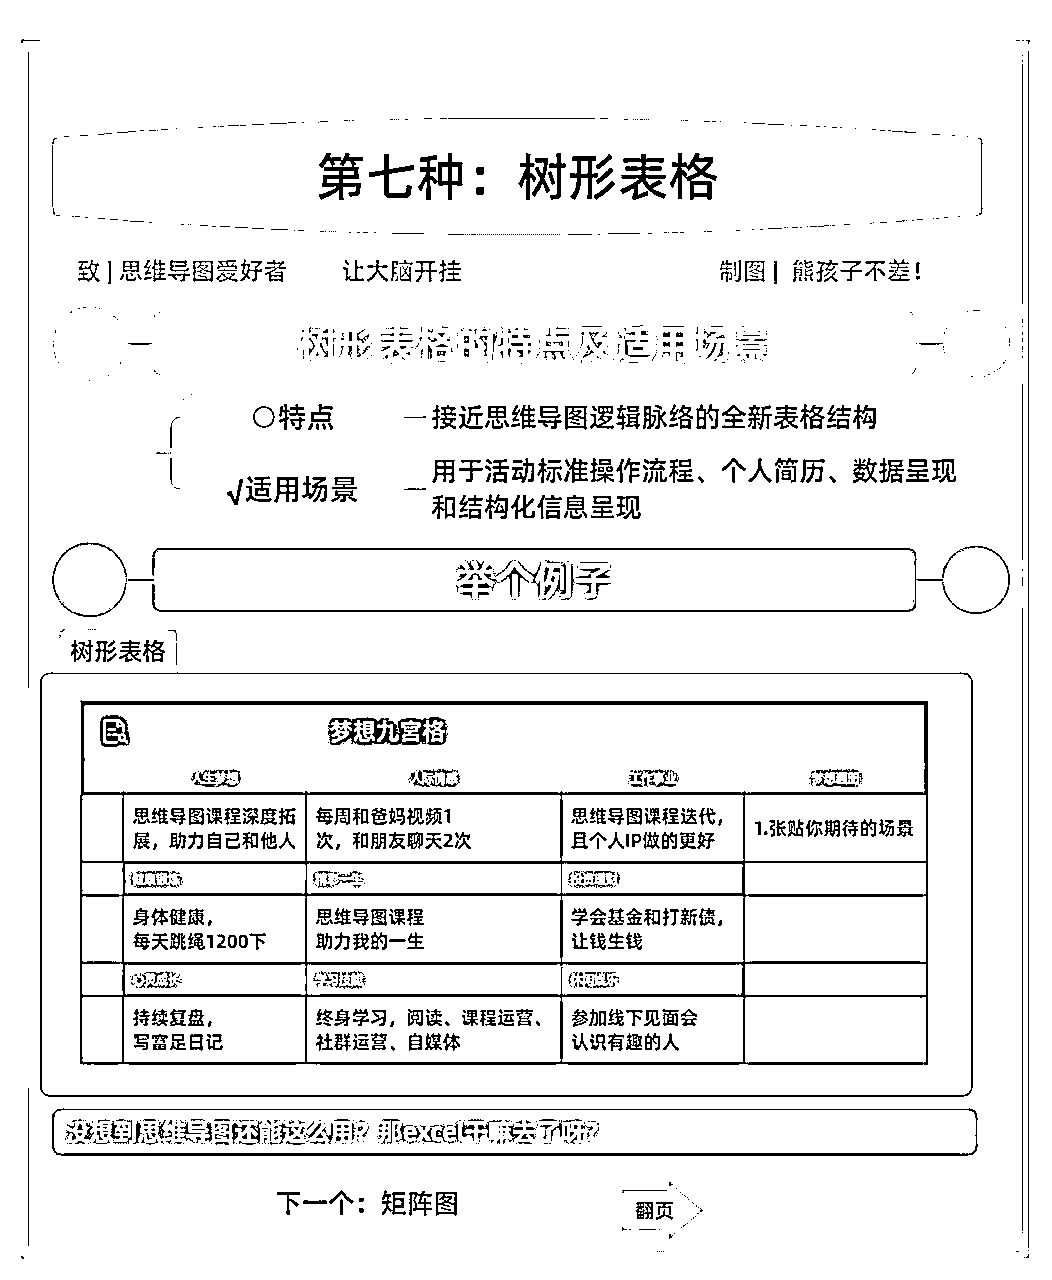 第七种：树形表格
致 | 思维导图爱好者 让大脑开挂 制图 | 熊孩子不差！
树形表格的特点及适用场景
○特点 接近思维导图逻辑脉络的全新表格结构
√适用场景 用于活动标准操作流程、个人简历、数据呈现
和结构化信息呈现
举个例子
树形表格
梦想九宫格
人生梦想 人际情感 工作事业 梦想蓝图
思维导图课程深度拓
展，助力自己和他人
每周和爸妈视频1
次，和朋友聊天2次
思维导图课程迭代，
且个人IP做的更好
1.张贴你期待的场景
身体健康，
每天跳绳1200下
思维导图课程
助力我的一生
学会基金和打新债，
让钱生钱
心灵成长 学习技能 休闲娱乐
持续复盘，
写富足日记
终身学习，阅读、课程运营、
社群运营、自媒体
参加线下见面会
认识有趣的人
没想到思维导图还能这么用？那excel干嘛去了呀？
下一个：矩阵图
翻页